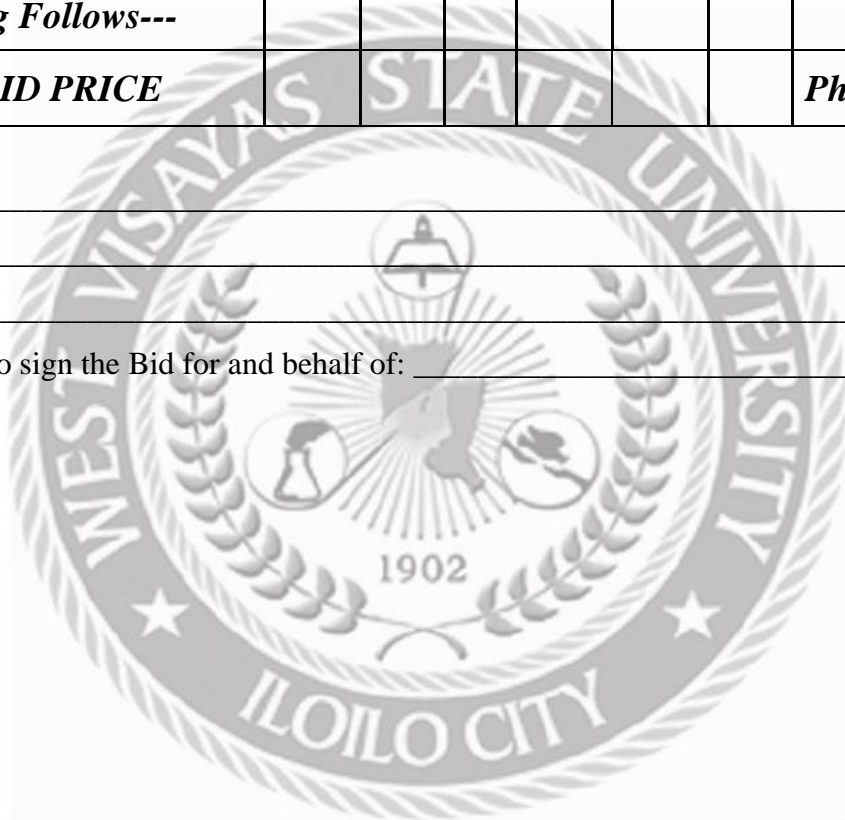 g Follows---
ID PRICE Ph
o sign the Bid for and behalf of:
WEST VISAYAS STATE UNIVERSITY
1902
ILOILO CITY